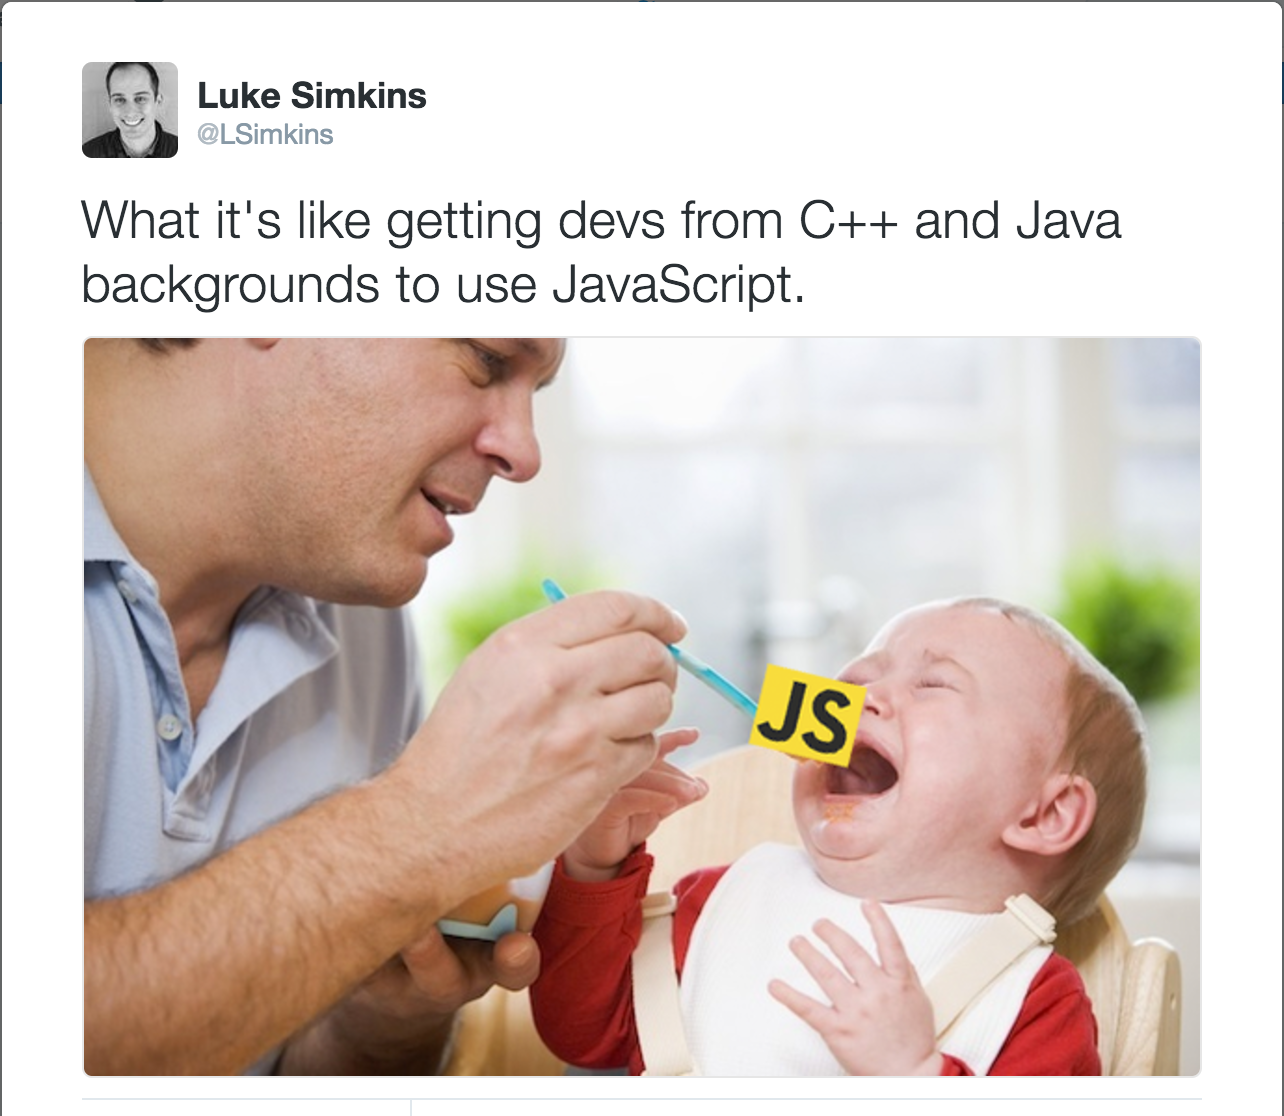 Luke Simkins
@LSimkins
What it's like getting devs from C++ and Java
backgrounds to use JavaScript.
JS